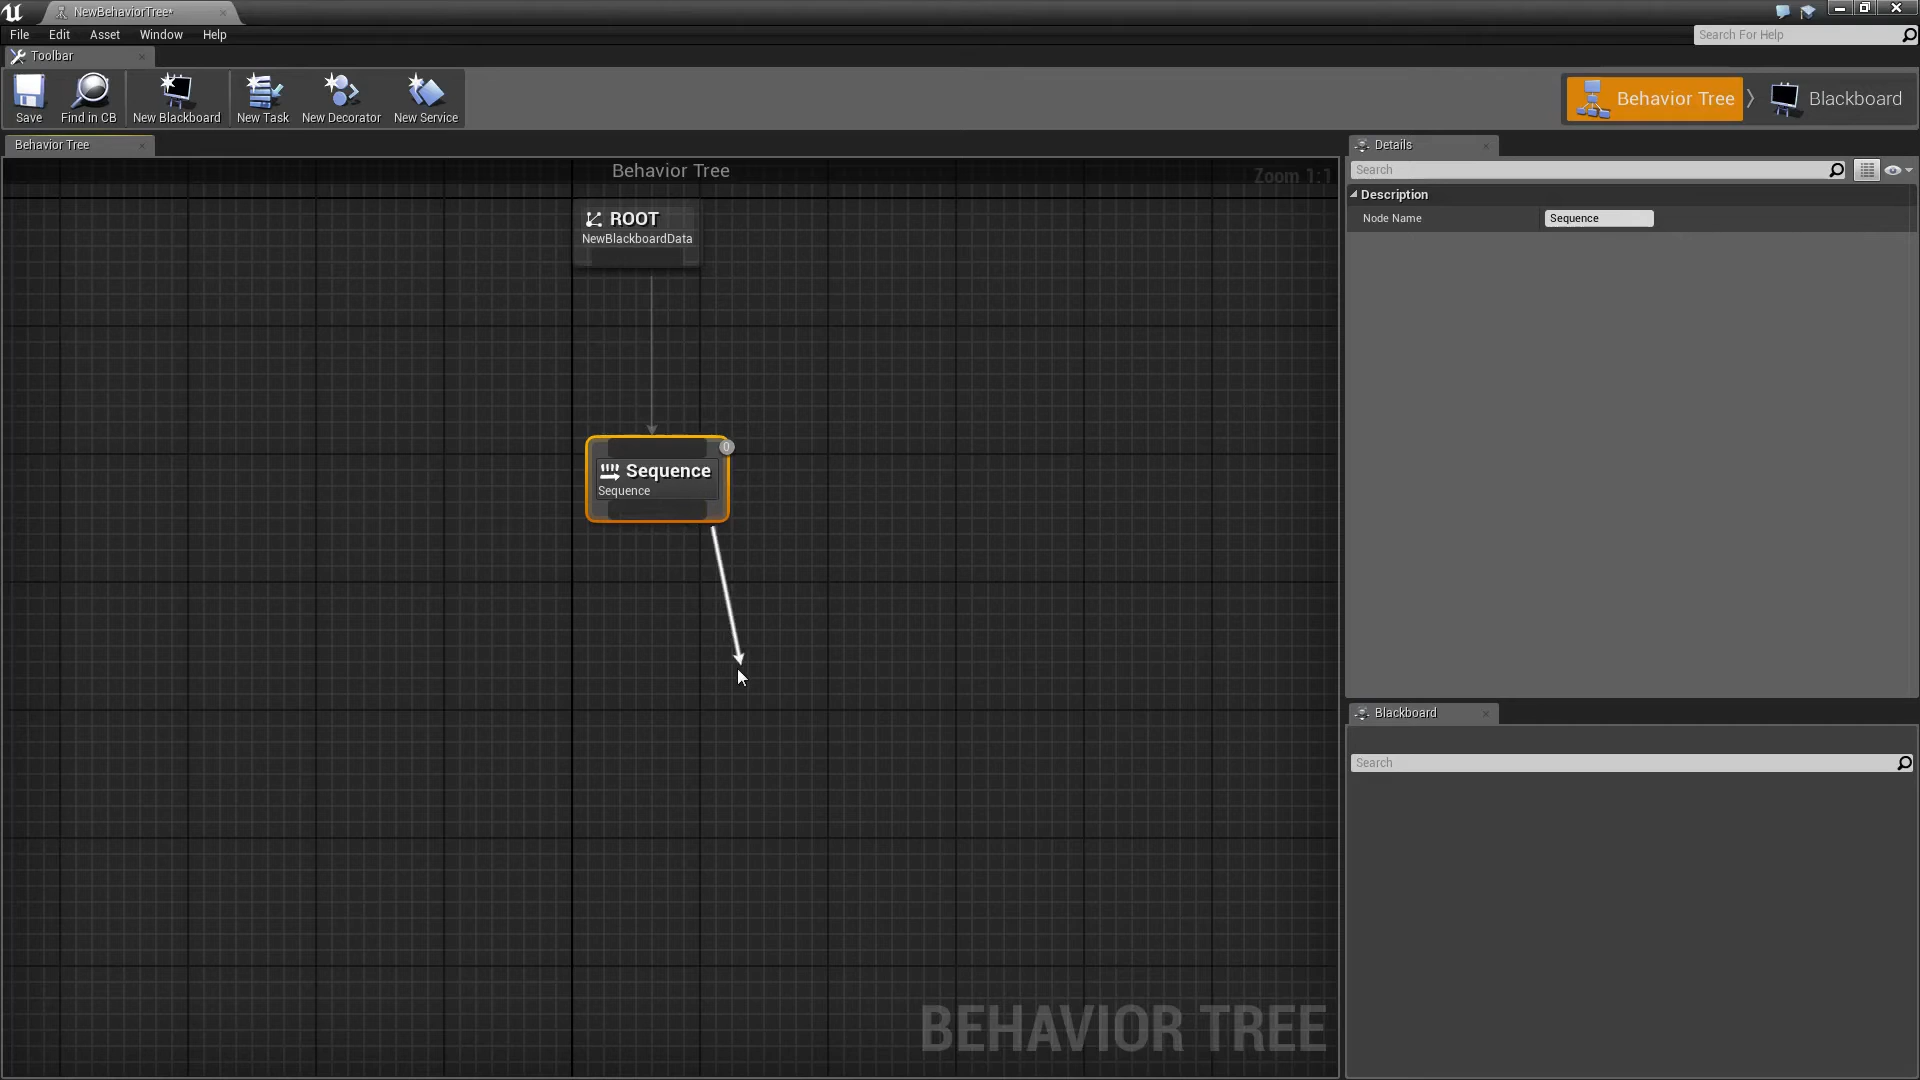 NewBehaviorTree*
File Edit Asset Window Help
Search For Help
Toolbar
Save Find in CB New Blackboard New Task New Decorator New Service
Behavior Tree Blackboard
Behavior Tree
Details
Behavior Tree
Zoom 1:1
Search
Description
Node Name Sequence
ROOT
NewBlackboardData
0
Sequence
Sequence
Blackboard
Search
BEHAVIOR TREE